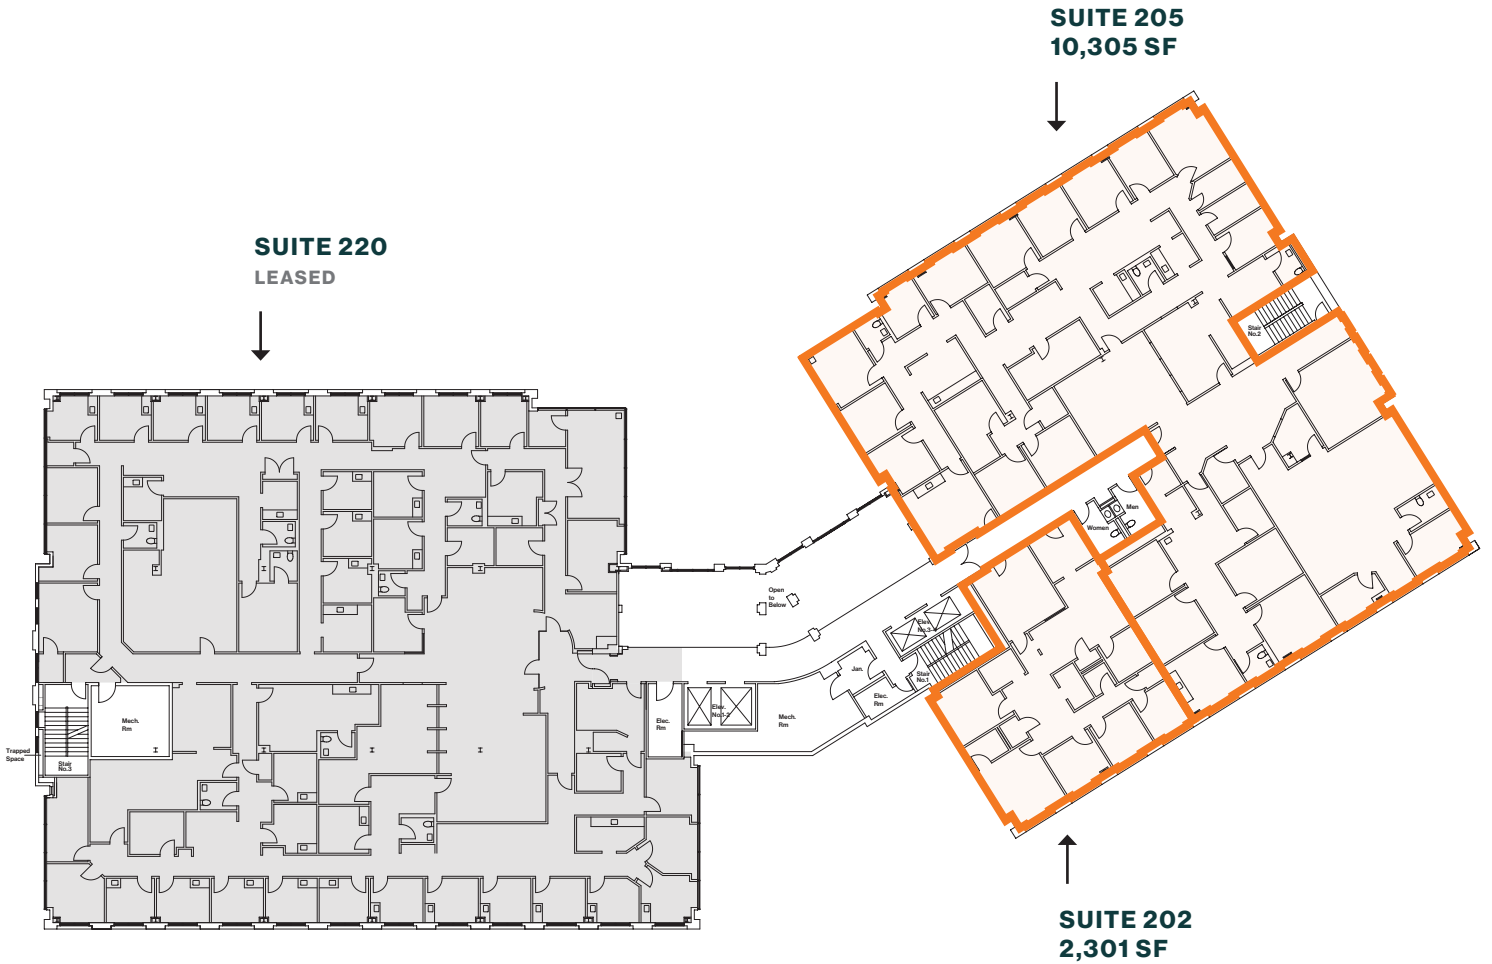 SUITE 205
10,305 SF
SUITE 220
LEASED
Stair
No.2
Men
Women
Open
to
Below
Elev.
No.3-4
Jan.
Stair
No.1
Elec.
Rm
Mech.
Rm
Elev.
No.1-2
Elec.
Rm
Mech.
Rm
Trapped
Space
Stair
No.3
SUITE 202
2,301 SF